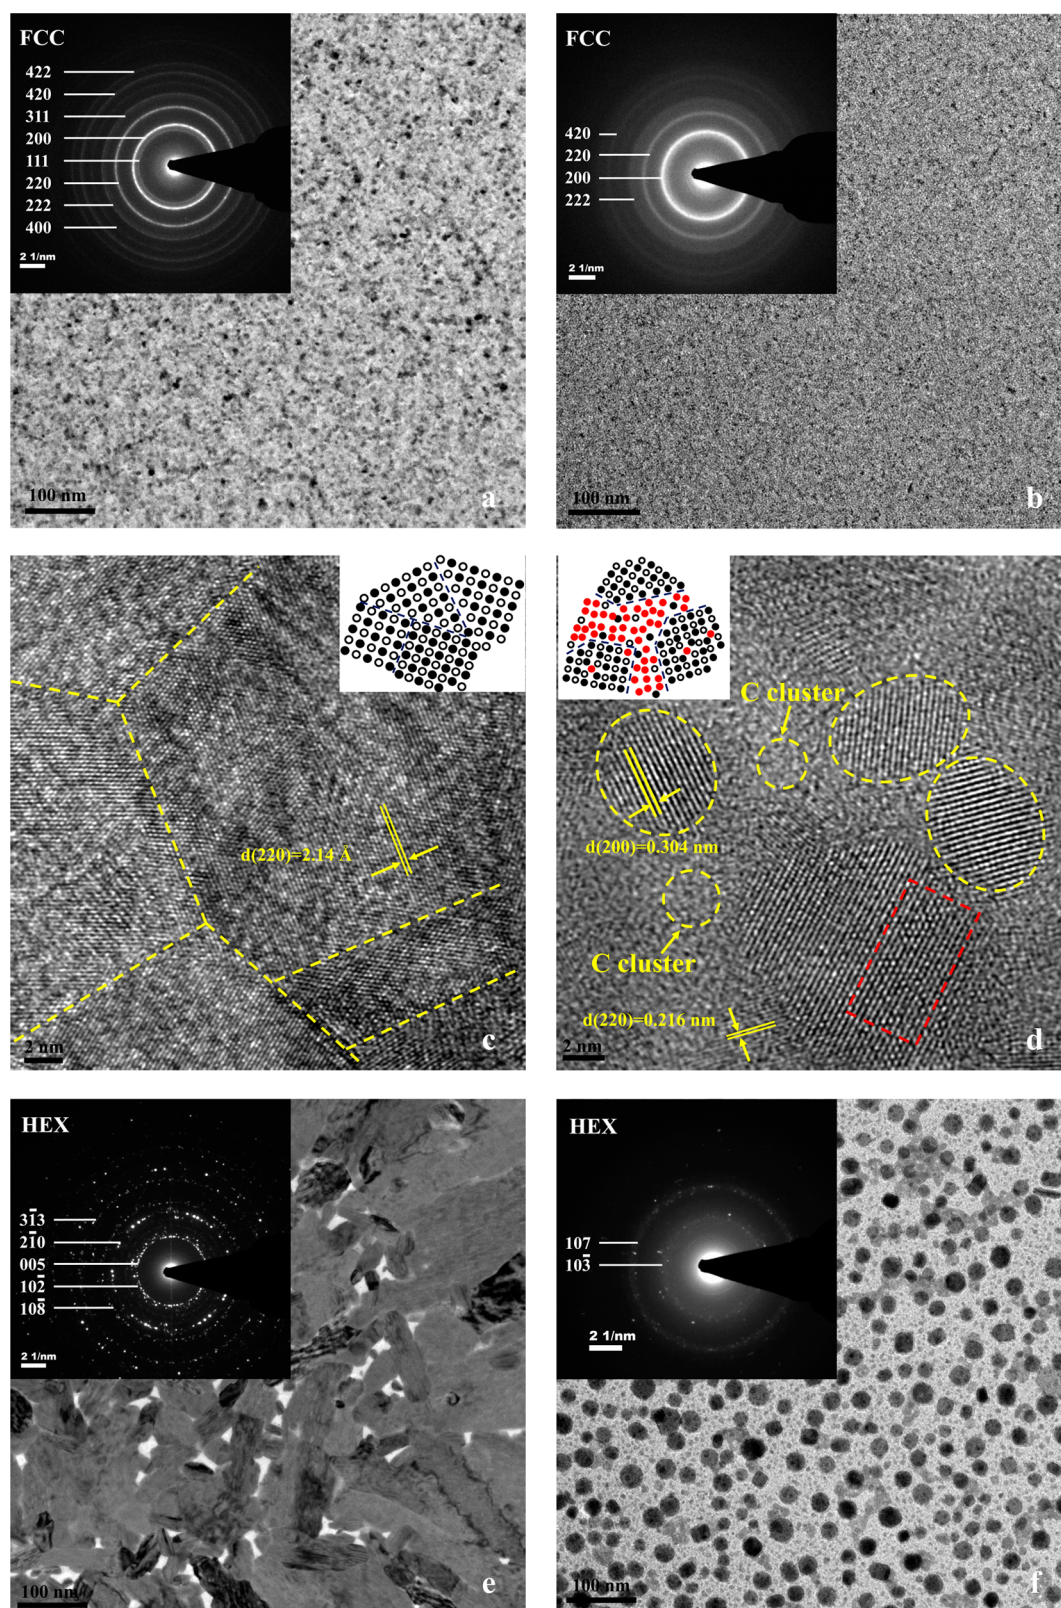 FCC
422
420
311
200
111
220
222
400
2 1/nm
100 nm
a
FCC
420
220
200
222
2 1/nm
100 nm
b
d(220)=2.14 Å
2 nm
c
C cluster
d(200)=0.304 nm
C cluster
d(220)=0.216 nm
2 nm
d
HEX
31̅3
21̅0
005
102̅
108̅
2 1/nm
100 nm
e
HEX
107
103̅
2 1/nm
100 nm
f